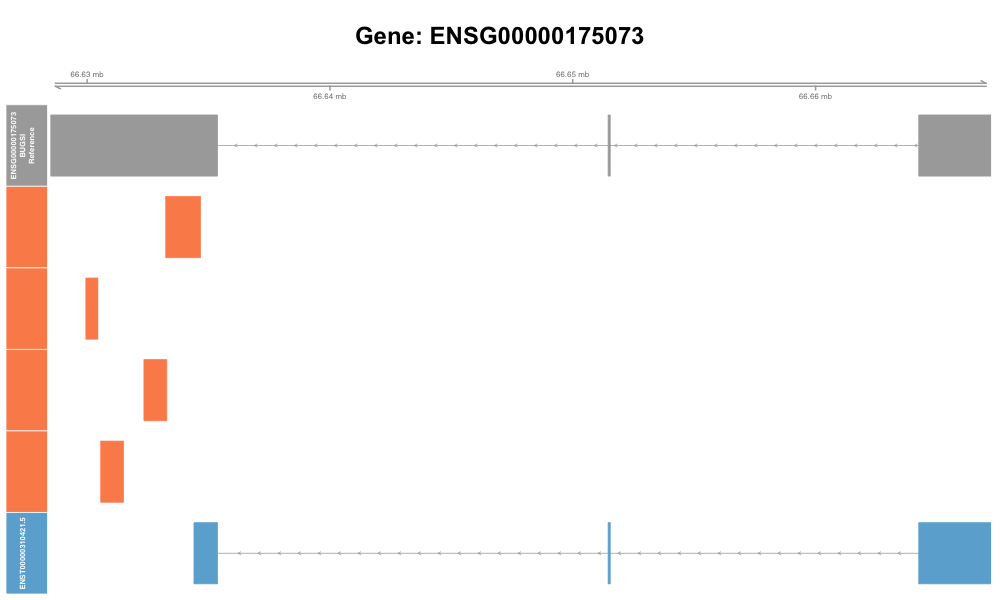 Gene: ENSG00000175073
66.63 mb
66.65 mb
66.64 mb
66.66 mb
ENSG00000175073
BUGSI
Reference
ENST00000310421.5